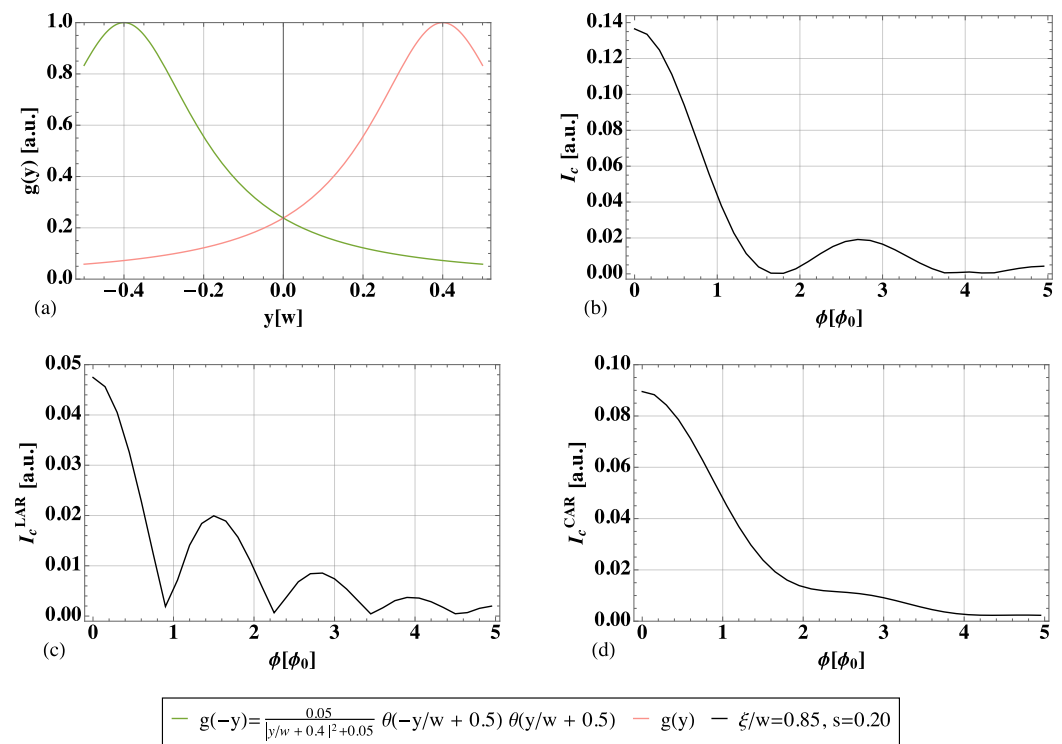 1.0
0.8
0.6
0.4
0.2
0.0
g(y) [a.u.]
−0.4 −0.2 0.0 0.2 0.4
y[w]
(a)
0.14
0.12
0.10
0.08
0.06
0.04
0.02
0.00
I_c [a.u.]
0 1 2 3 4 5
ϕ[ϕ₀]
(b)
0.05
0.04
0.03
0.02
0.01
0.00
I_c^LAR [a.u.]
0 1 2 3 4 5
ϕ[ϕ₀]
(c)
0.10
0.08
0.06
0.04
0.02
0.00
I_c^CAR [a.u.]
0 1 2 3 4 5
ϕ[ϕ₀]
(d)
g(−y)= 0.05 / |y/w + 0.4|²+0.05 θ(−y/w + 0.5) θ(y/w + 0.5) g(y) ξ/w=0.85, s=0.20